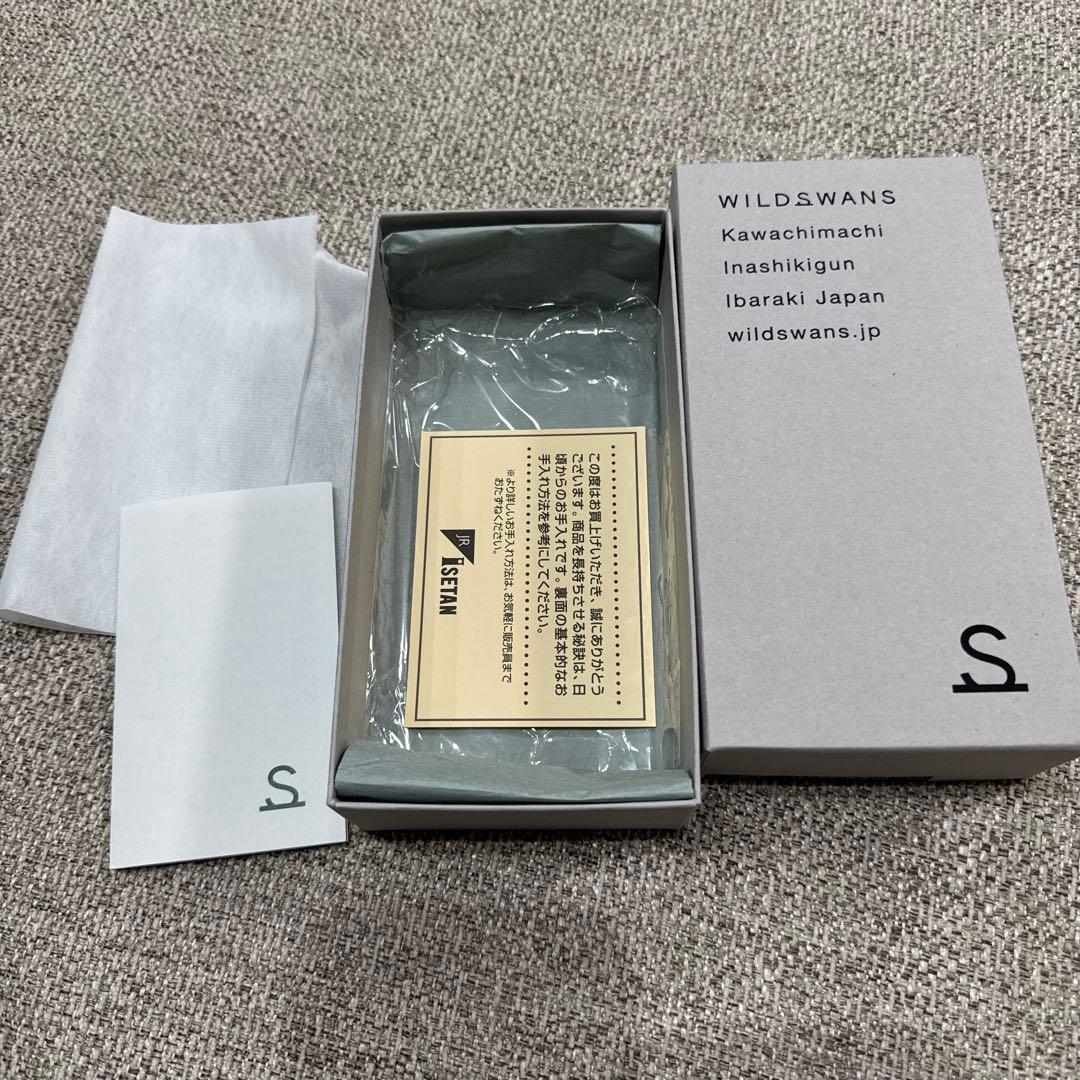 WILDSWANS
Kawachimachi
Inashikigun
Ibaraki Japan
wildswans.jp
S
この度はお買上げいただき、誠にありがとう
ございます。商品を長持ちさせる秘訣は、日
頃からのお手入れです。裏面の基本的なお
手入れ方法を参考にしてください。
※より詳しいお手入れ方法は、お気軽に販売員まで
おたずねください。
JR ISETAN
S